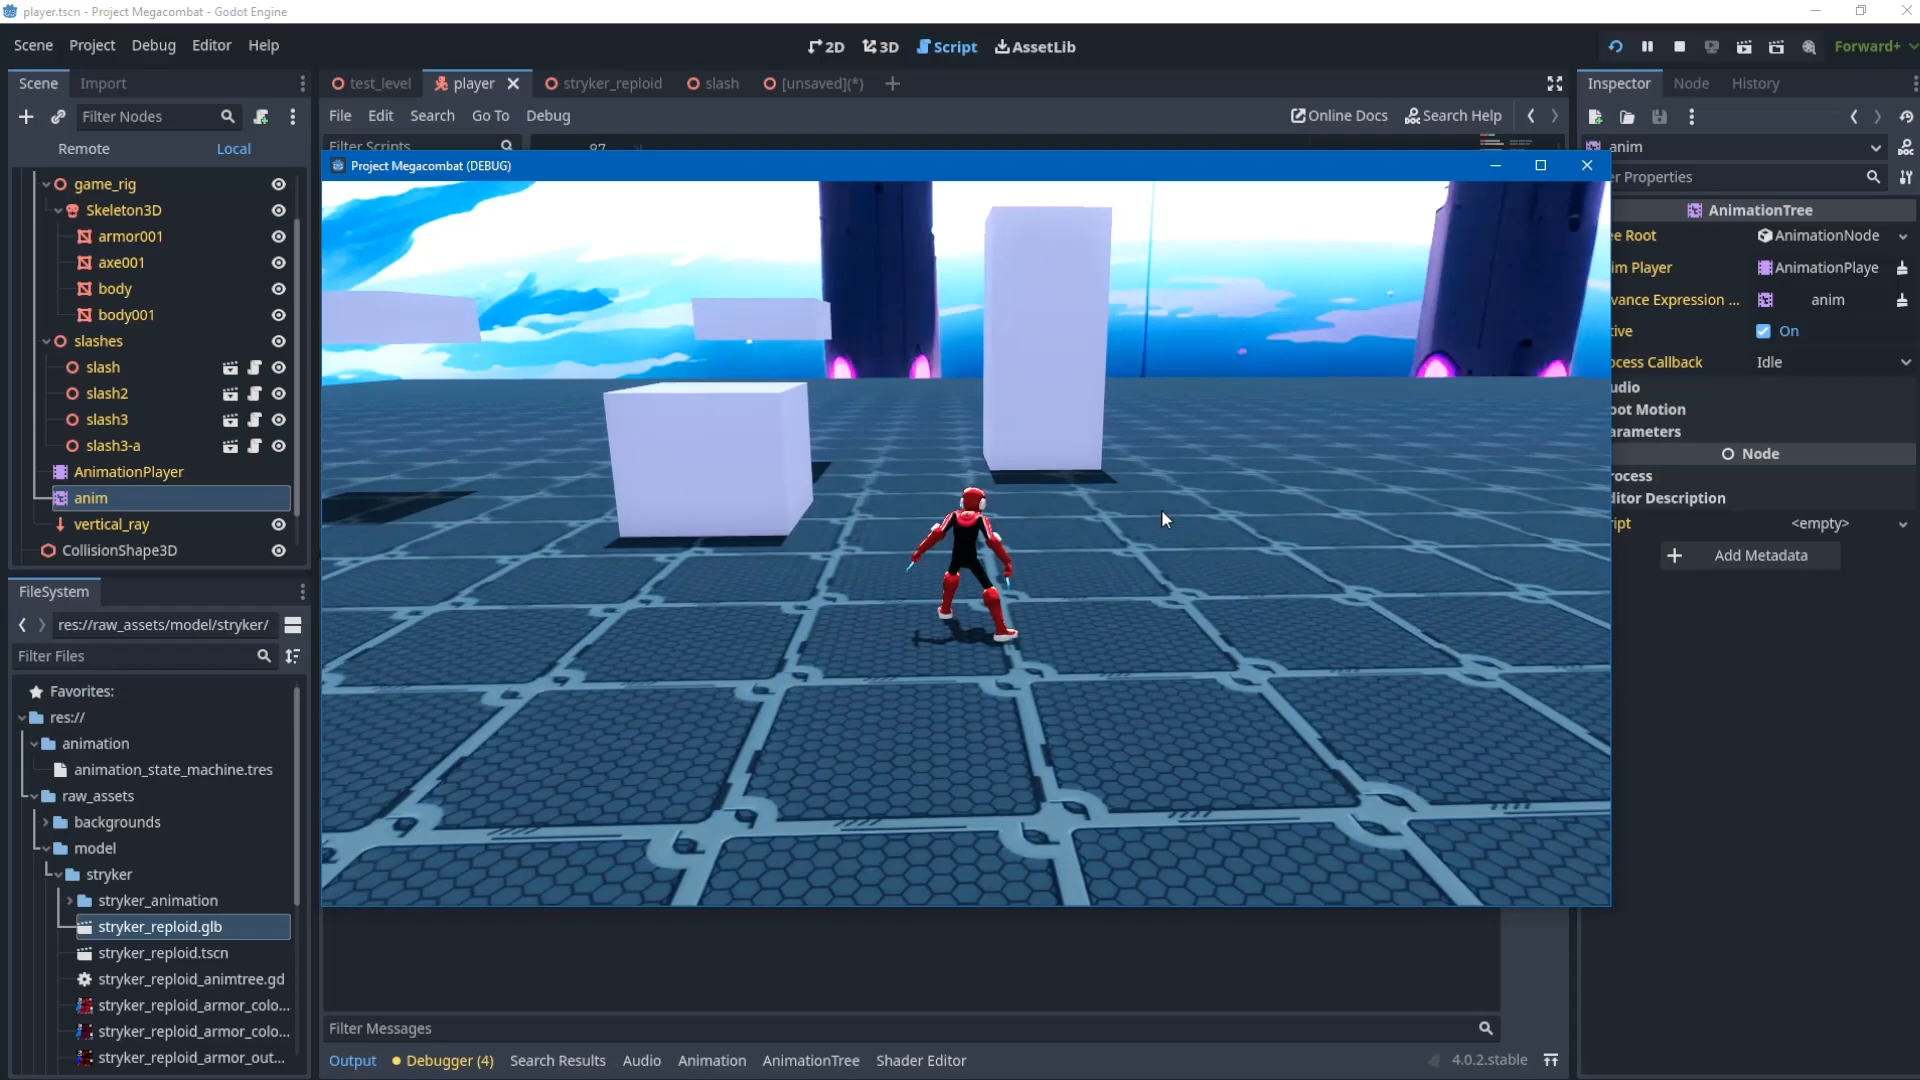 player.tscn - Project Megacombat - Godot Engine
Scene Project Debug Editor Help
2D 3D Script AssetLib
Forward+
Scene Import
test_level player stryker_reploid slash [unsaved](*)
Inspector Node History
Filter Nodes
File Edit Search Go To Debug
Online Docs Search Help
Remote Local
Filter Scripts
87
anim
Project Megacombat (DEBUG)
er Properties
game_rig
Skeleton3D
armor001
axe001
body
body001
slashes
slash
slash2
slash3
slash3-a
AnimationPlayer
anim
vertical_ray
CollisionShape3D
AnimationTree
ee Root AnimationNode
im Player AnimationPlaye
vance Expression ... anim
tive On
ocess Callback Idle
udio
oot Motion
arameters
Node
rocess
ditor Description
ript <empty>
Add Metadata
FileSystem
res://raw_assets/model/stryker/
Filter Files
Favorites:
res://
animation
animation_state_machine.tres
raw_assets
backgrounds
model
stryker
stryker_animation
stryker_reploid.glb
stryker_reploid.tscn
stryker_reploid_animtree.gd
stryker_reploid_armor_colo...
stryker_reploid_armor_colo...
stryker_reploid_armor_out...
Filter Messages
Output Debugger (4) Search Results Audio Animation AnimationTree Shader Editor
4.0.2.stable